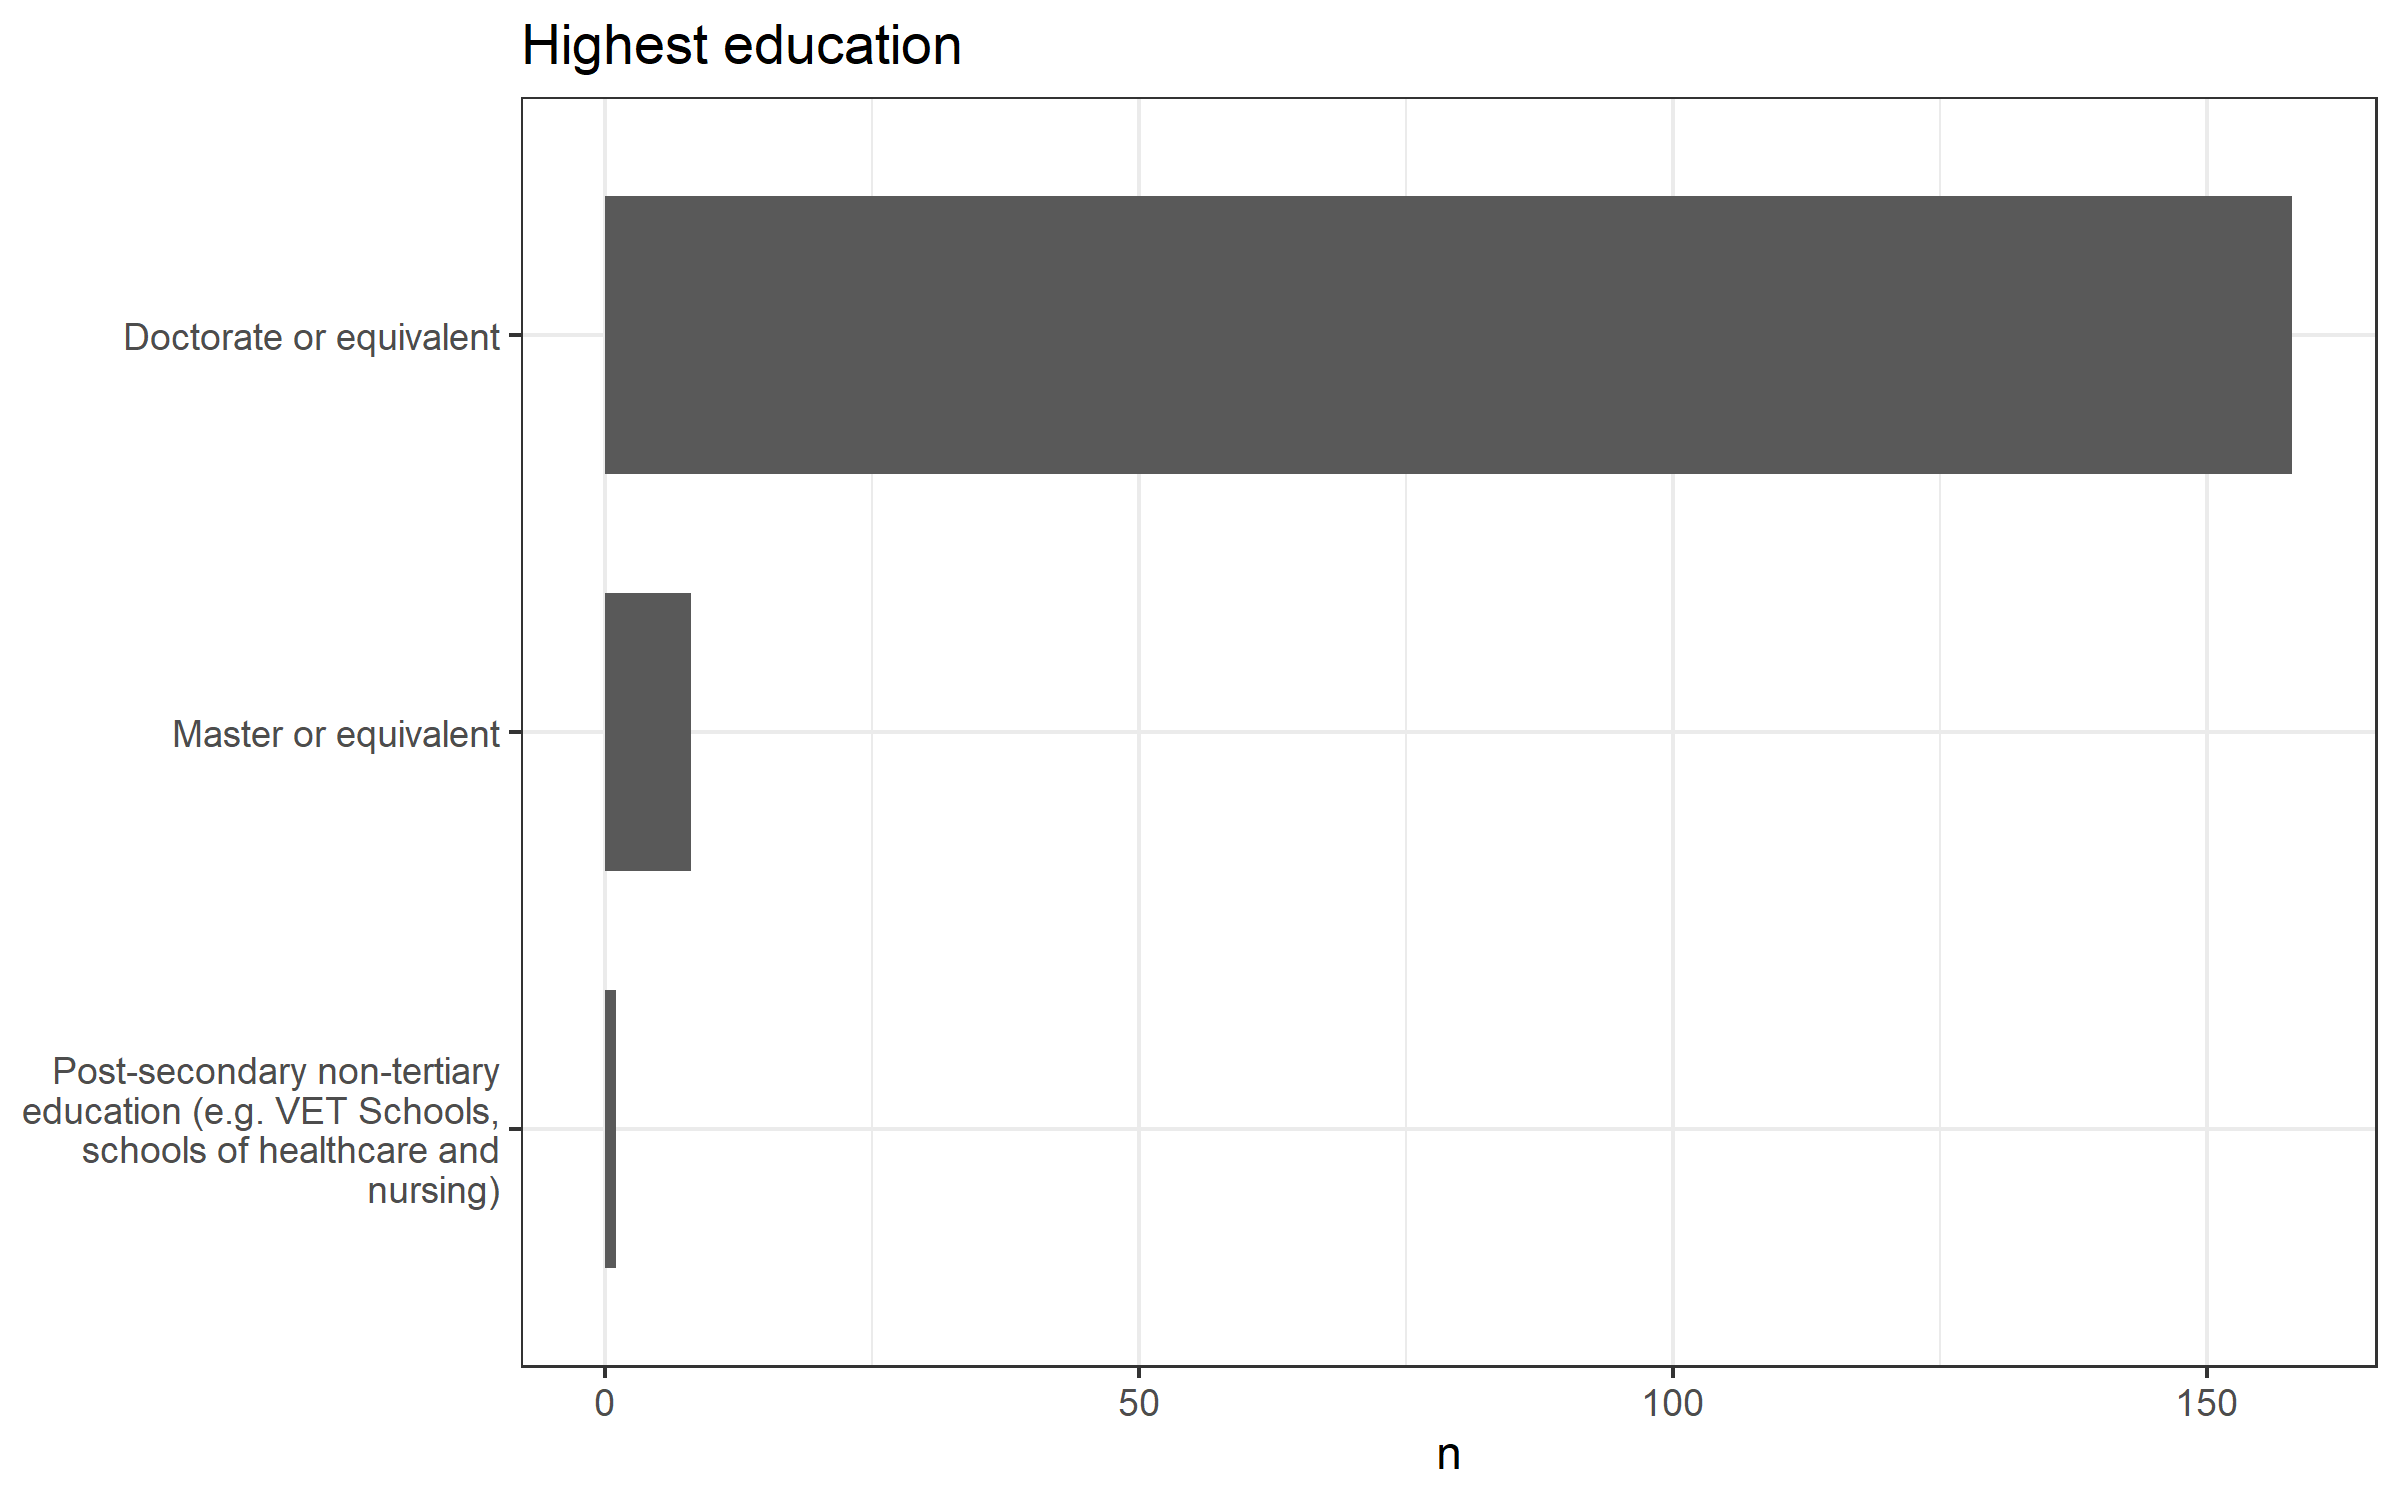 Highest education
Doctorate or equivalent
Master or equivalent
Post-secondary non-tertiary
education (e.g. VET Schools,
schools of healthcare and
nursing)
0 50 100 150
n